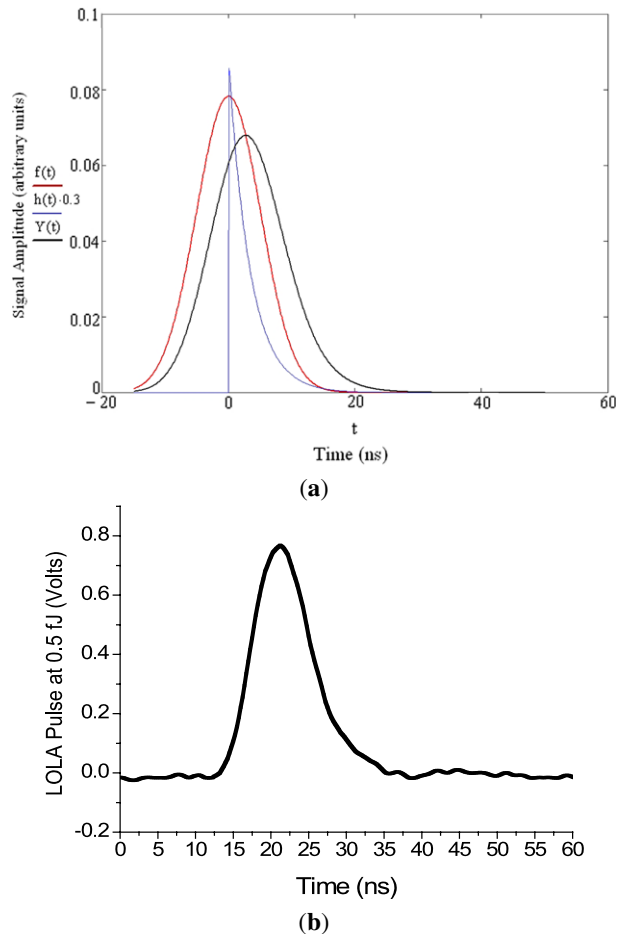 Signal Amplitude (arbitrary units)
0.1
0.08
0.06
0.04
0.02
0
f(t)
h(t)·0.3
Y(t)
−20
0
20
40
60
t
Time (ns)
(a)
LOLA Pulse at 0.5 fJ (Volts)
0.8
0.6
0.4
0.2
0.0
-0.2
0 5 10 15 20 25 30 35 40 45 50 55 60
Time (ns)
(b)